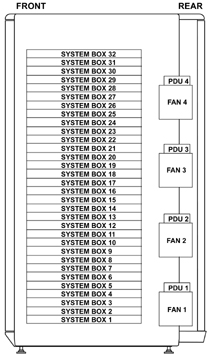 FRONT
REAR
SYSTEM BOX 32
SYSTEM BOX 31
SYSTEM BOX 30
SYSTEM BOX 29
SYSTEM BOX 28
SYSTEM BOX 27
SYSTEM BOX 26
SYSTEM BOX 25
SYSTEM BOX 24
SYSTEM BOX 23
SYSTEM BOX 22
SYSTEM BOX 21
SYSTEM BOX 20
SYSTEM BOX 19
SYSTEM BOX 18
SYSTEM BOX 17
SYSTEM BOX 16
SYSTEM BOX 15
SYSTEM BOX 14
SYSTEM BOX 13
SYSTEM BOX 12
SYSTEM BOX 11
SYSTEM BOX 10
SYSTEM BOX 9
SYSTEM BOX 8
SYSTEM BOX 7
SYSTEM BOX 6
SYSTEM BOX 5
SYSTEM BOX 4
SYSTEM BOX 3
SYSTEM BOX 2
SYSTEM BOX 1
PDU 4
FAN 4
PDU 3
FAN 3
PDU 2
FAN 2
PDU 1
FAN 1